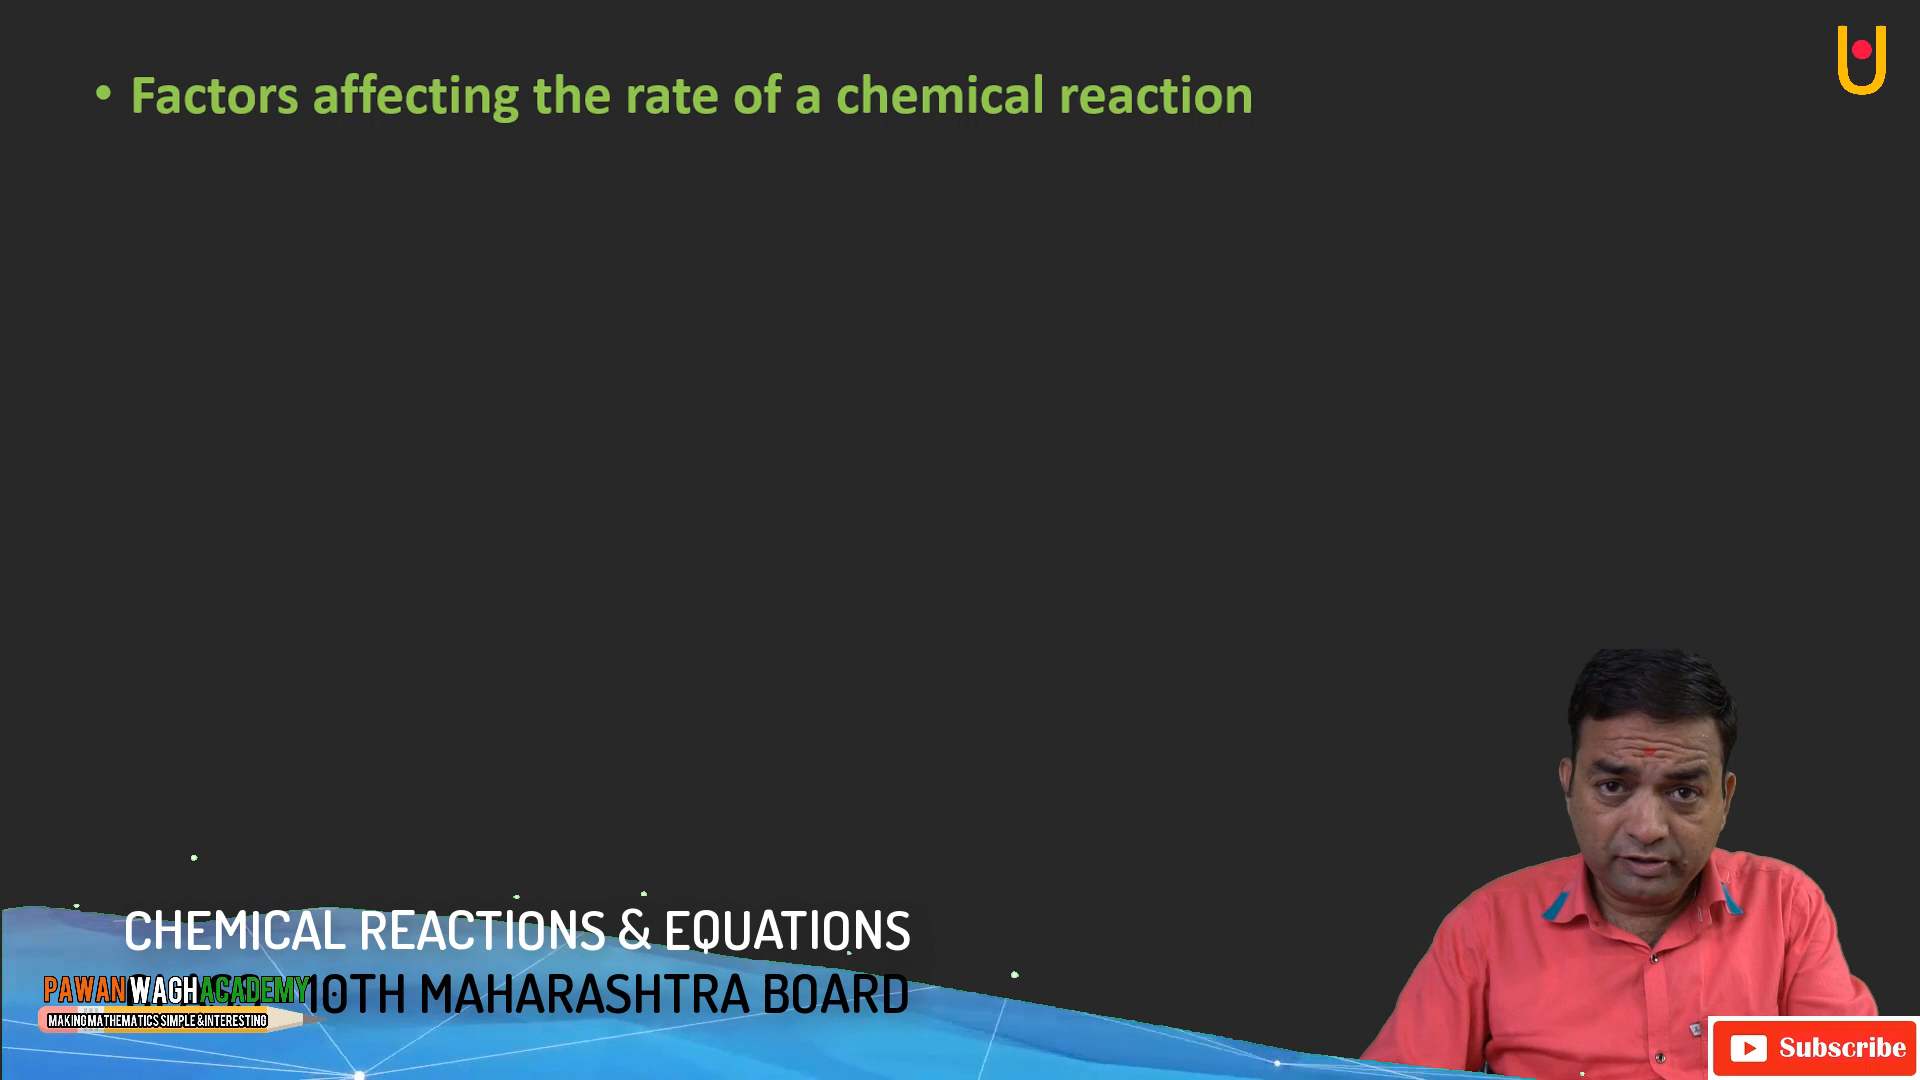 • Factors affecting the rate of a chemical reaction
CHEMICAL REACTIONS & EQUATIONS
10TH MAHARASHTRA BOARD
PAWAN WAGH ACADEMY
MAKING MATHEMATICS SIMPLE & INTERESTING
Subscribe